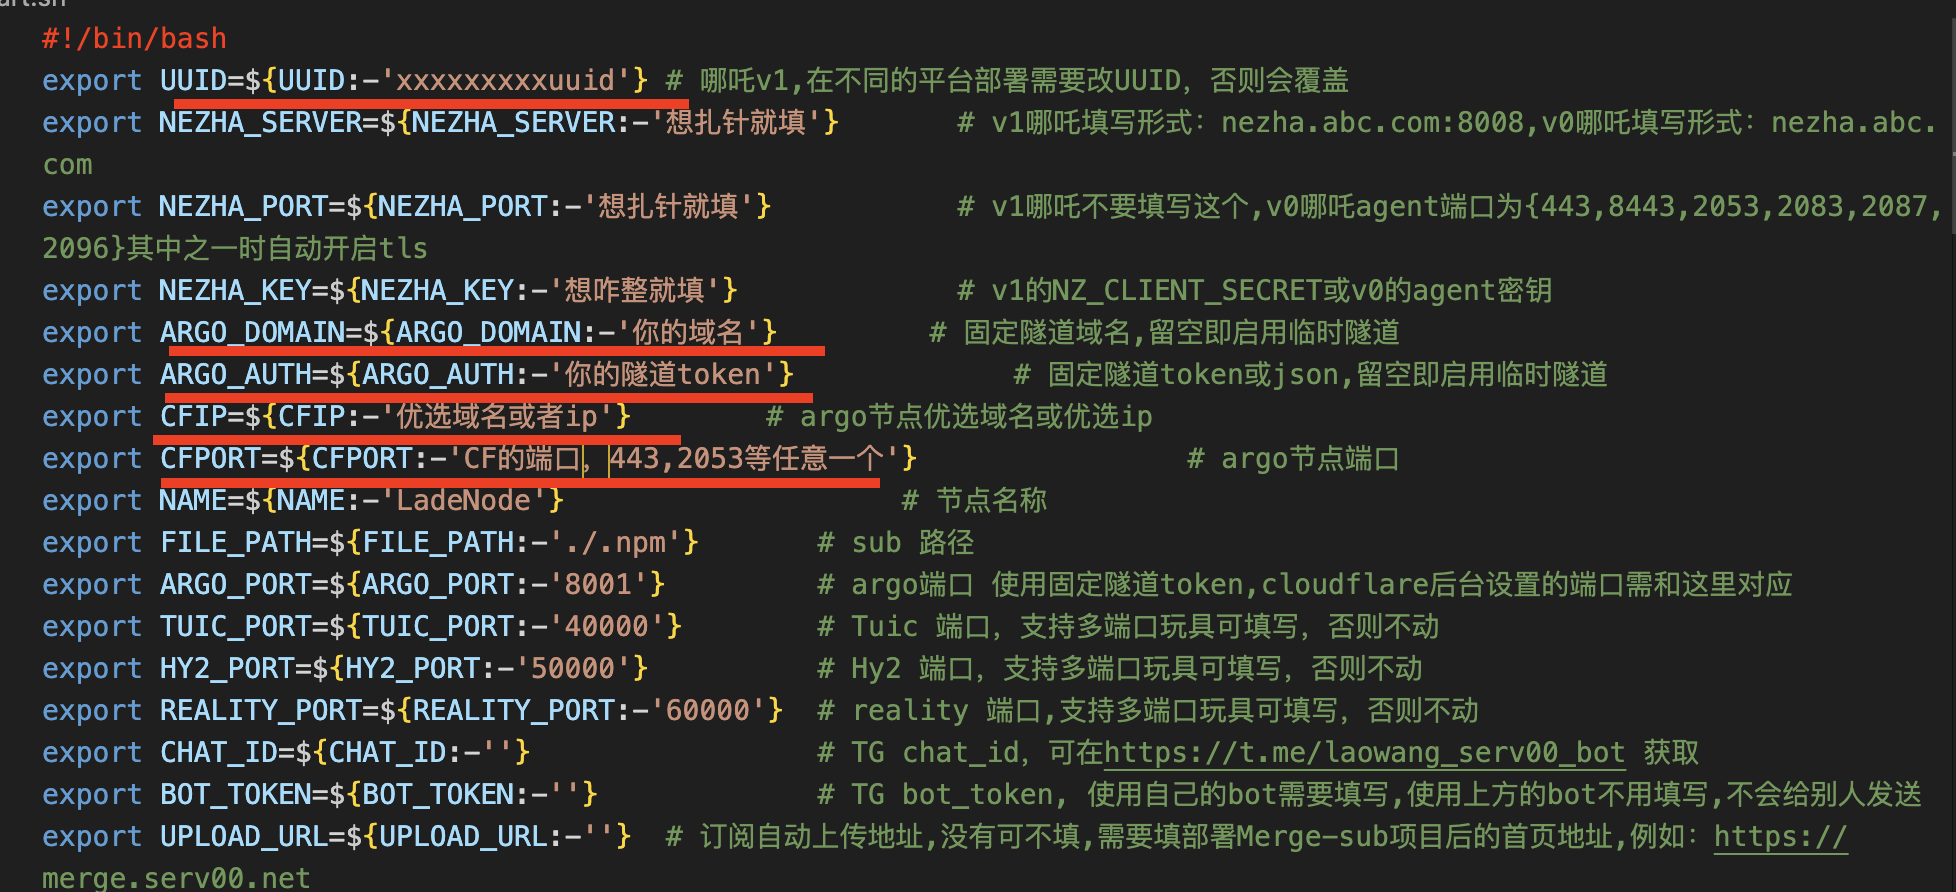 #!/bin/bash
export UUID=${UUID:-'xxxxxxxxxuuid'} # 哪吒v1,在不同的平台部署需要改UUID，否则会覆盖
export NEZHA_SERVER=${NEZHA_SERVER:-'想扎针就填'} # v1哪吒填写形式：nezha.abc.com:8008,v0哪吒填写形式：nezha.abc.
com
export NEZHA_PORT=${NEZHA_PORT:-'想扎针就填'} # v1哪吒不要填写这个,v0哪吒agent端口为{443,8443,2053,2083,2087,
2096}其中之一时自动开启tls
export NEZHA_KEY=${NEZHA_KEY:-'想咋整就填'} # v1的NZ_CLIENT_SECRET或v0的agent密钥
export ARGO_DOMAIN=${ARGO_DOMAIN:-'你的域名'} # 固定隧道域名,留空即启用临时隧道
export ARGO_AUTH=${ARGO_AUTH:-'你的隧道token'} # 固定隧道token或json,留空即启用临时隧道
export CFIP=${CFIP:-'优选域名或者ip'} # argo节点优选域名或优选ip
export CFPORT=${CFPORT:-'CF的端口，443,2053等任意一个'} # argo节点端口
export NAME=${NAME:-'LadeNode'} # 节点名称
export FILE_PATH=${FILE_PATH:-'./.npm'} # sub 路径
export ARGO_PORT=${ARGO_PORT:-'8001'} # argo端口 使用固定隧道token,cloudflare后台设置的端口需和这里对应
export TUIC_PORT=${TUIC_PORT:-'40000'} # Tuic 端口，支持多端口玩具可填写，否则不动
export HY2_PORT=${HY2_PORT:-'50000'} # Hy2 端口，支持多端口玩具可填写，否则不动
export REALITY_PORT=${REALITY_PORT:-'60000'} # reality 端口,支持多端口玩具可填写，否则不动
export CHAT_ID=${CHAT_ID:-''} # TG chat_id，可在https://t.me/laowang_serv00_bot 获取
export BOT_TOKEN=${BOT_TOKEN:-''} # TG bot_token, 使用自己的bot需要填写,使用上方的bot不用填写,不会给别人发送
export UPLOAD_URL=${UPLOAD_URL:-''} # 订阅自动上传地址,没有可不填,需要填部署Merge-sub项目后的首页地址,例如：https://
merge.serv00.net